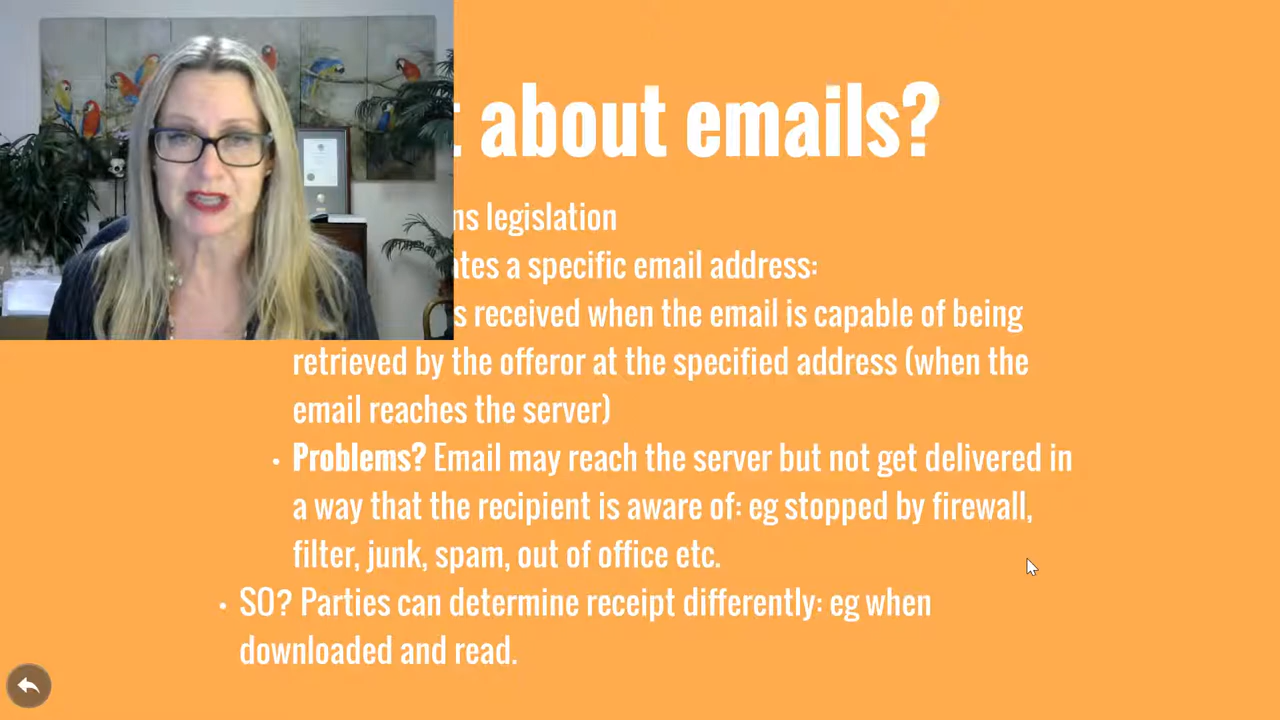 about emails?
legislation
a specific email address:
received when the email is capable of being
retrieved by the offeror at the specified address (when the
email reaches the server)
• Problems? Email may reach the server but not get delivered in
a way that the recipient is aware of: eg stopped by firewall,
filter, junk, spam, out of office etc.
• SO? Parties can determine receipt differently: eg when
downloaded and read.